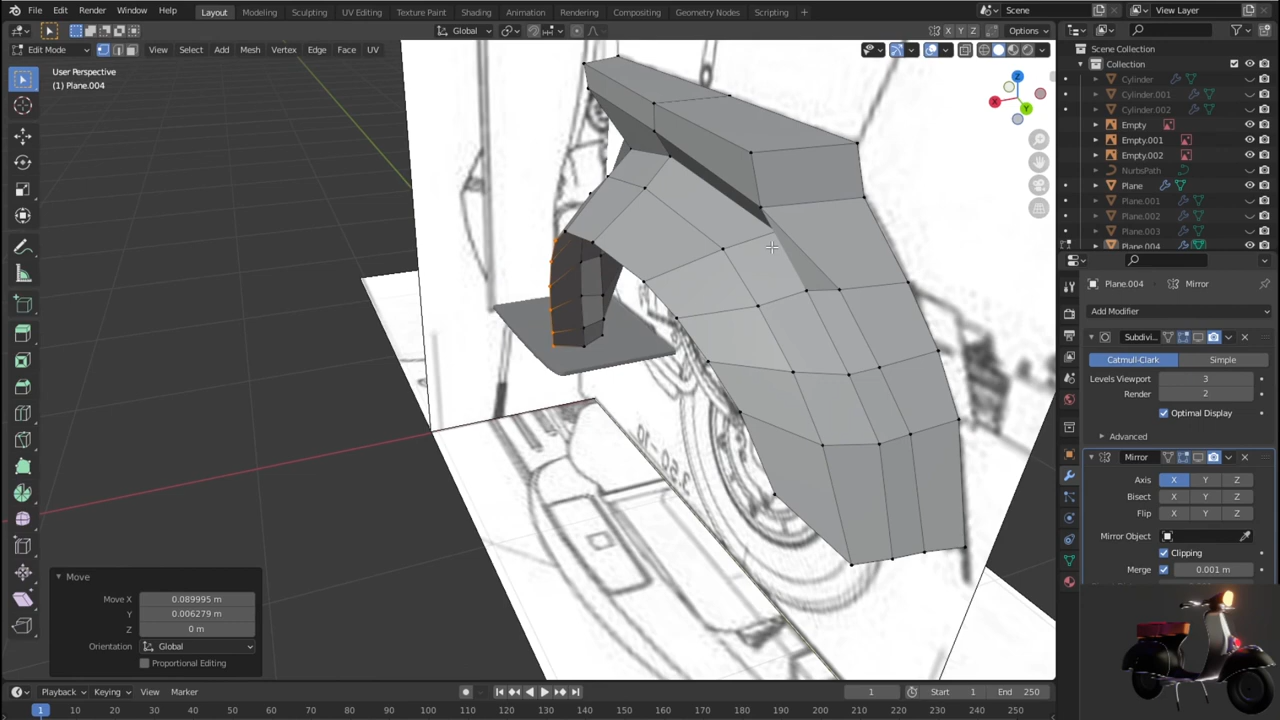 File Edit Render Window Help Layout Modeling Sculpting UV Editing Texture Paint Shading Animation Rendering Compositing Geometry Nodes Scripting + Scene View Layer
Global X Y Z Options
Edit Mode View Select Add Mesh Vertex Edge Face UV
User Perspective
(1) Plane.004
Z
X
Y
Scene Collection
Collection
Cylinder
Cylinder.001
Cylinder.002
Empty
Empty.001
Empty.002
NurbsPath
Plane
Plane.001
Plane.002
Plane.003
Plane.004
Plane.004 > Mirror
Add Modifier
Subdivi..
Catmull-Clark Simple
Levels Viewport 3
Render 2
Optimal Display
Advanced
Mirror
Axis X Y Z
Bisect X Y Z
Flip X Y Z
Mirror Object
Clipping
Merge 0.001 m
3.50-10
Move
Move X 0.089995 m
Y 0.006279 m
Z 0 m
Orientation Global
Proportional Editing
Playback Keying View Marker 1 Start 1 End 250
1 10 20 30 40 50 60 70 80 90 100 110 120 130 140 150 160 170 180 190 200 210 220 230 240 250